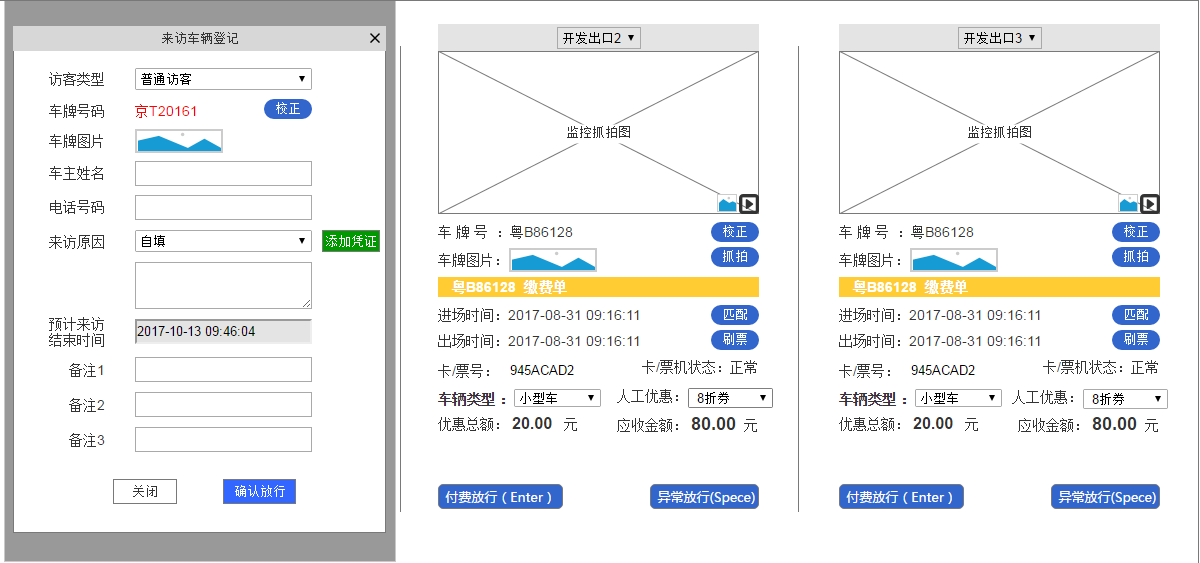 来访车辆登记 ✕
访客类型 普通访客
车牌号码 京T20161 校正
车牌图片
车主姓名
电话号码
来访原因 自填 添加凭证
预计来访
结束时间 2017-10-13 09:46:04
备注1
备注2
备注3
关闭 确认放行
开发出口2
监控抓拍图
车 牌 号 ：粤B86128 校正
车牌图片： 抓拍
粤B86128 缴费单
进场时间：2017-08-31 09:16:11 匹配
出场时间：2017-08-31 09:16:11 刷票
卡/票号： 945ACAD2 卡/票机状态：正常
车辆类型 ： 小型车 人工优惠： 8折券
优惠总额： 20.00 元 应收金额： 80.00 元
付费放行（Enter ） 异常放行(Spece)
开发出口3
监控抓拍图
车 牌 号 ：粤B86128 校正
车牌图片： 抓拍
粤B86128 缴费单
进场时间：2017-08-31 09:16:11 匹配
出场时间：2017-08-31 09:16:11 刷票
卡/票号： 945ACAD2 卡/票机状态：正常
车辆类型 ： 小型车 人工优惠： 8折券
优惠总额： 20.00 元 应收金额： 80.00 元
付费放行（Enter ） 异常放行(Spece)